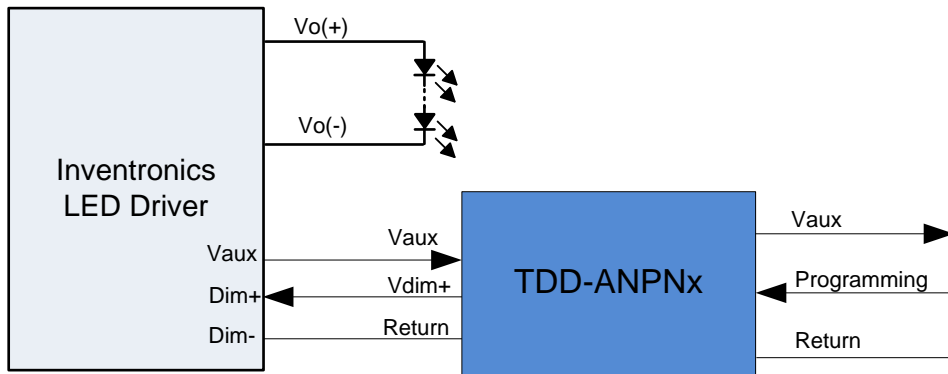 Vo(+)
Vo(-)
Inventronics
LED Driver
Vaux
Dim+
Dim-
Vaux
Vdim+
Return
TDD-ANPNx
Vaux
Programming
Return